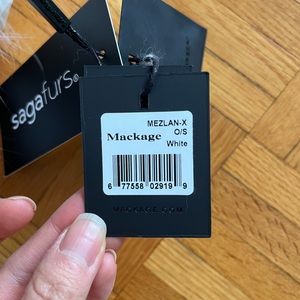 sagafurs®
MEZLAN-X
O/S
Mackage
White
6 77558 02919 9
MACKAGE.COM